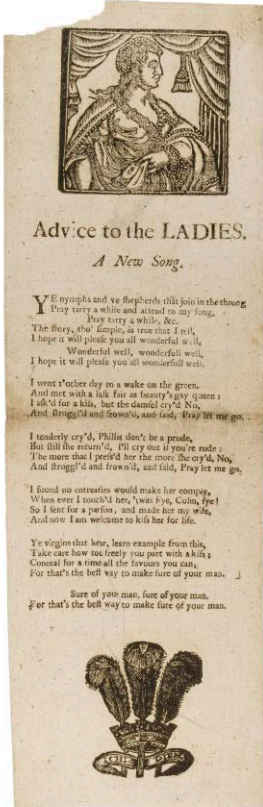 Advice to the LADIES.
A New Song.
YE nymphs and ye shepherds that join in the throng
Pray tarry a while and attend to my song,
Pray tarry a while, &c.
The story, tho' simple, is true that I tell,
I hope it will please you all wonderful well,
Wonderful well, wonderfull well,
I hope it will please you all wonderfull well.
I went t'other day to a wake on the green,
And met with a lass fair as beauty's gay queen:
I ask'd for a kiss, but the damsel cry'd No,
And struggl'd and frown'd, and said, Pray let me go.
I tenderly cry'd, Phillis don't be a prude,
But still she return'd, I'll cry out if you're rude:
The more that I press'd her the more she cry'd, No,
And struggl'd and frown'd, and said, Pray let me go.
I found no entreaties would make her comply,
When ever I touch'd her, 'twas Fye, Colin, fye!
So I sent for a parson, and made her my wife,
And now I am welcome to kiss her for life.
Ye virgins that hear, learn example from this,
Take care how too freely you part with a kiss;
Conceal for a time all the favours you can,
For that's the best way to make sure of your man.
Sure of your man, sure of your man,
For that's the best way to make sure of your man.